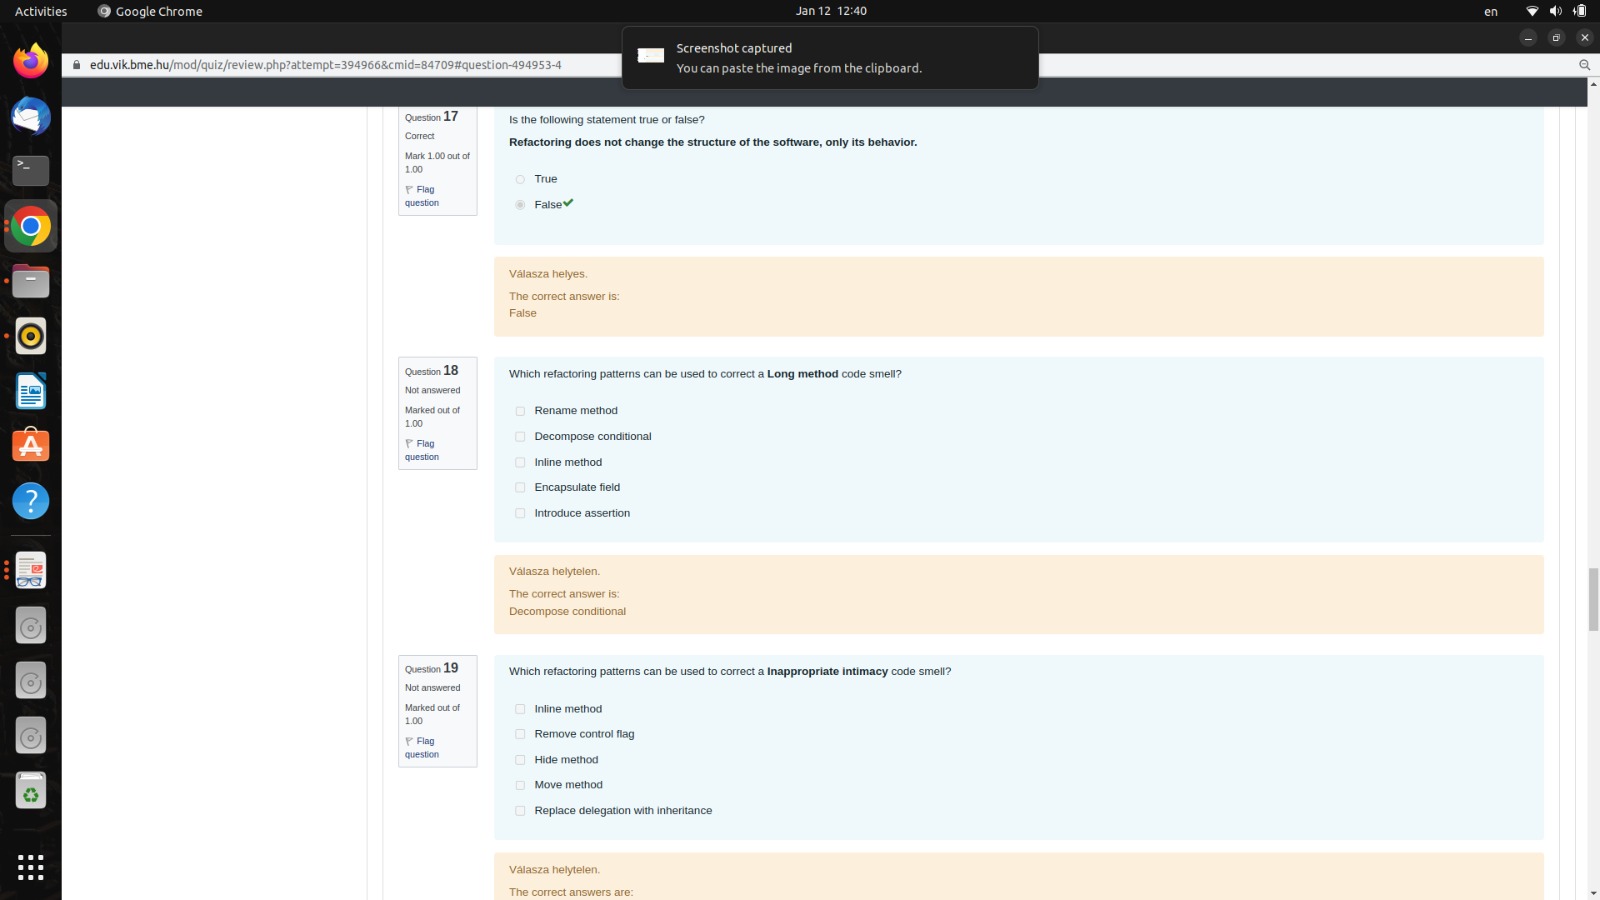 Activities
Google Chrome
Jan 12 12:40
en
Screenshot captured
You can paste the image from the clipboard.
edu.vik.bme.hu/mod/quiz/review.php?attempt=394966&cmid=84709#question-494953-4
Question 17
Correct
Mark 1.00 out of
1.00
Flag
question
Is the following statement true or false?
Refactoring does not change the structure of the software, only its behavior.
True
False
Válasza helyes.
The correct answer is:
False
Question 18
Not answered
Marked out of
1.00
Flag
question
Which refactoring patterns can be used to correct a Long method code smell?
Rename method
Decompose conditional
Inline method
Encapsulate field
Introduce assertion
Válasza helytelen.
The correct answer is:
Decompose conditional
Question 19
Not answered
Marked out of
1.00
Flag
question
Which refactoring patterns can be used to correct a Inappropriate intimacy code smell?
Inline method
Remove control flag
Hide method
Move method
Replace delegation with inheritance
Válasza helytelen.
The correct answers are: